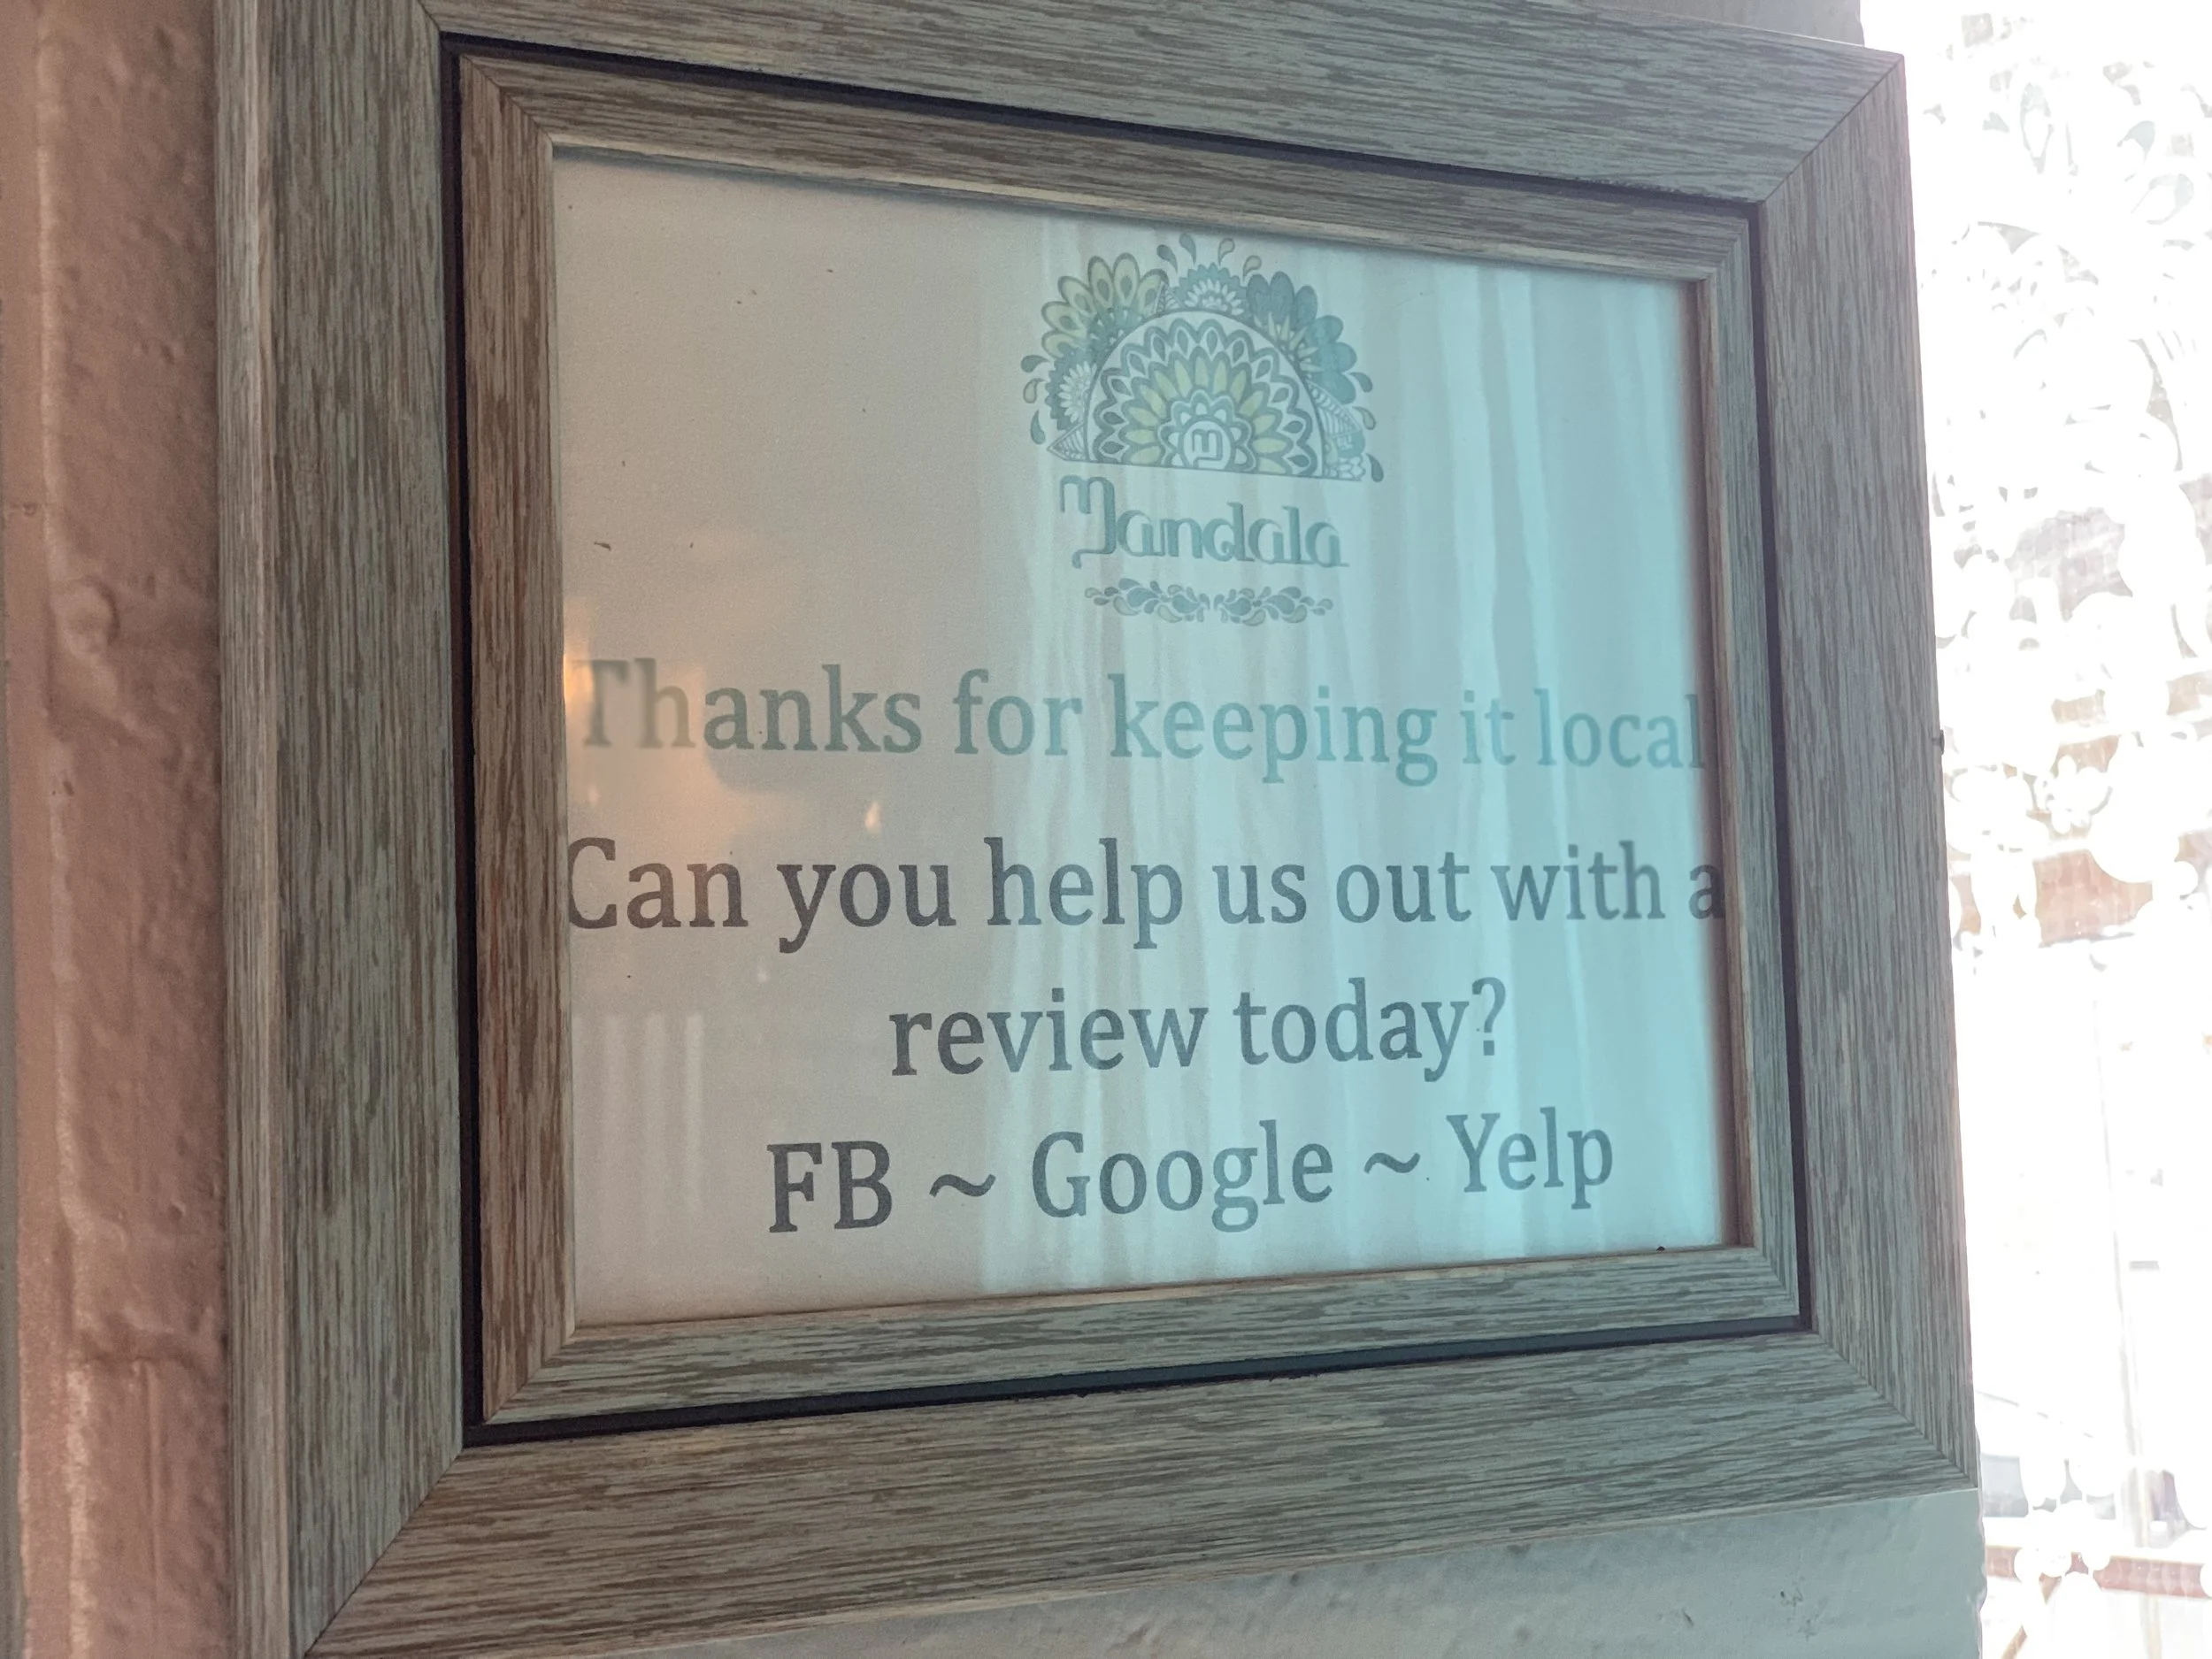 Mandala
Thanks for keeping it local
Can you help us out with a
review today?
FB ~ Google ~ Yelp